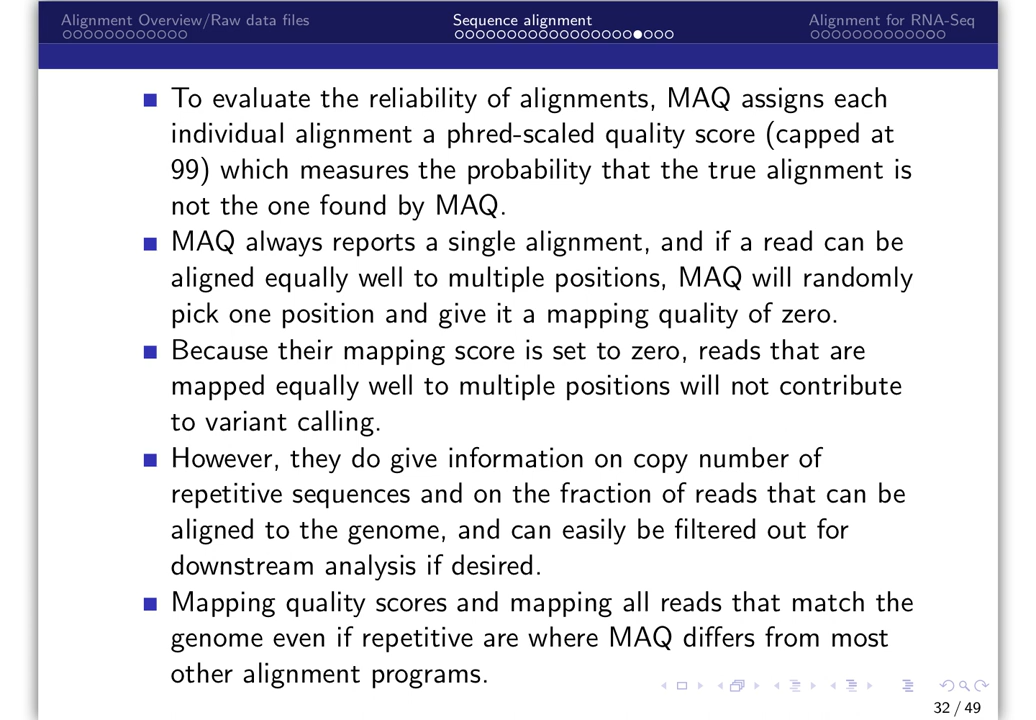 Alignment Overview/Raw data files
Sequence alignment
Alignment for RNA-Seq
To evaluate the reliability of alignments, MAQ assigns each
individual alignment a phred-scaled quality score (capped at
99) which measures the probability that the true alignment is
not the one found by MAQ.
MAQ always reports a single alignment, and if a read can be
aligned equally well to multiple positions, MAQ will randomly
pick one position and give it a mapping quality of zero.
Because their mapping score is set to zero, reads that are
mapped equally well to multiple positions will not contribute
to variant calling.
However, they do give information on copy number of
repetitive sequences and on the fraction of reads that can be
aligned to the genome, and can easily be filtered out for
downstream analysis if desired.
Mapping quality scores and mapping all reads that match the
genome even if repetitive are where MAQ differs from most
other alignment programs.
32 / 49